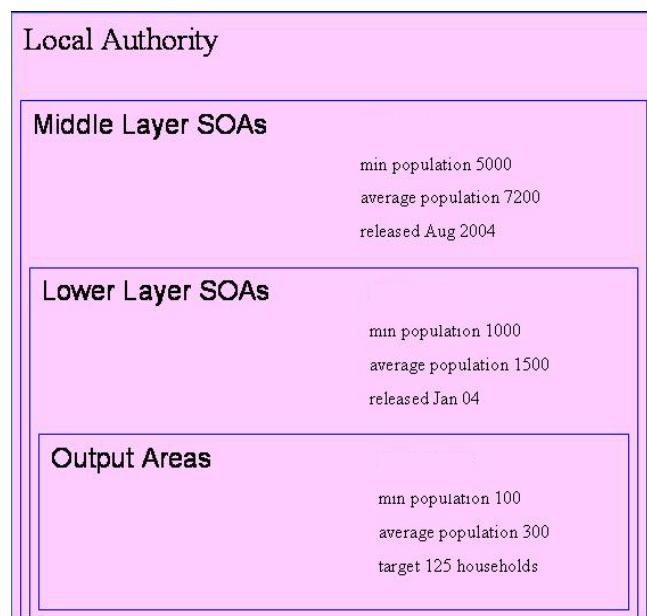 Local Authority
Middle Layer SOAs
min population 5000
average population 7200
released Aug 2004
Lower Layer SOAs
min population 1000
average population 1500
released Jan 04
Output Areas
min population 100
average population 300
target 125 households